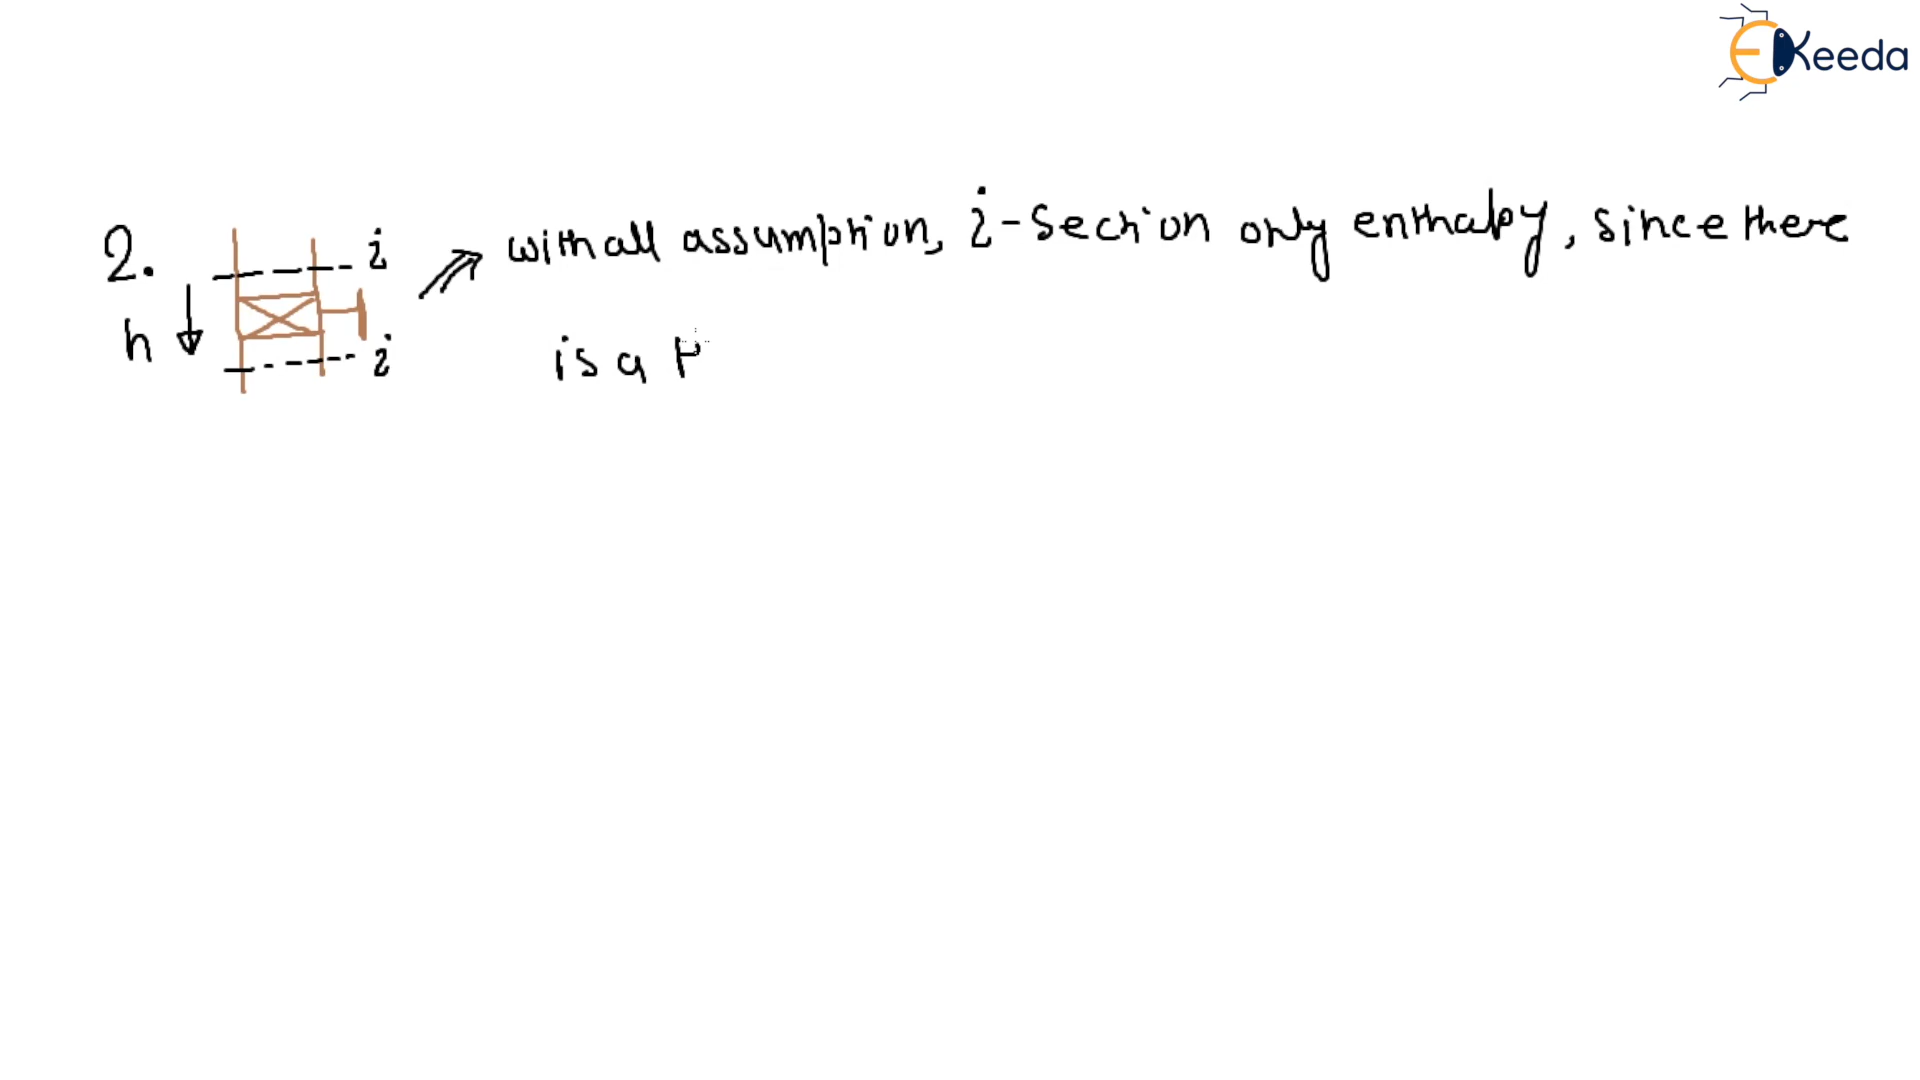 EKeeda
2. i with all assumption, i-section only enthalpy, since there
h i is a